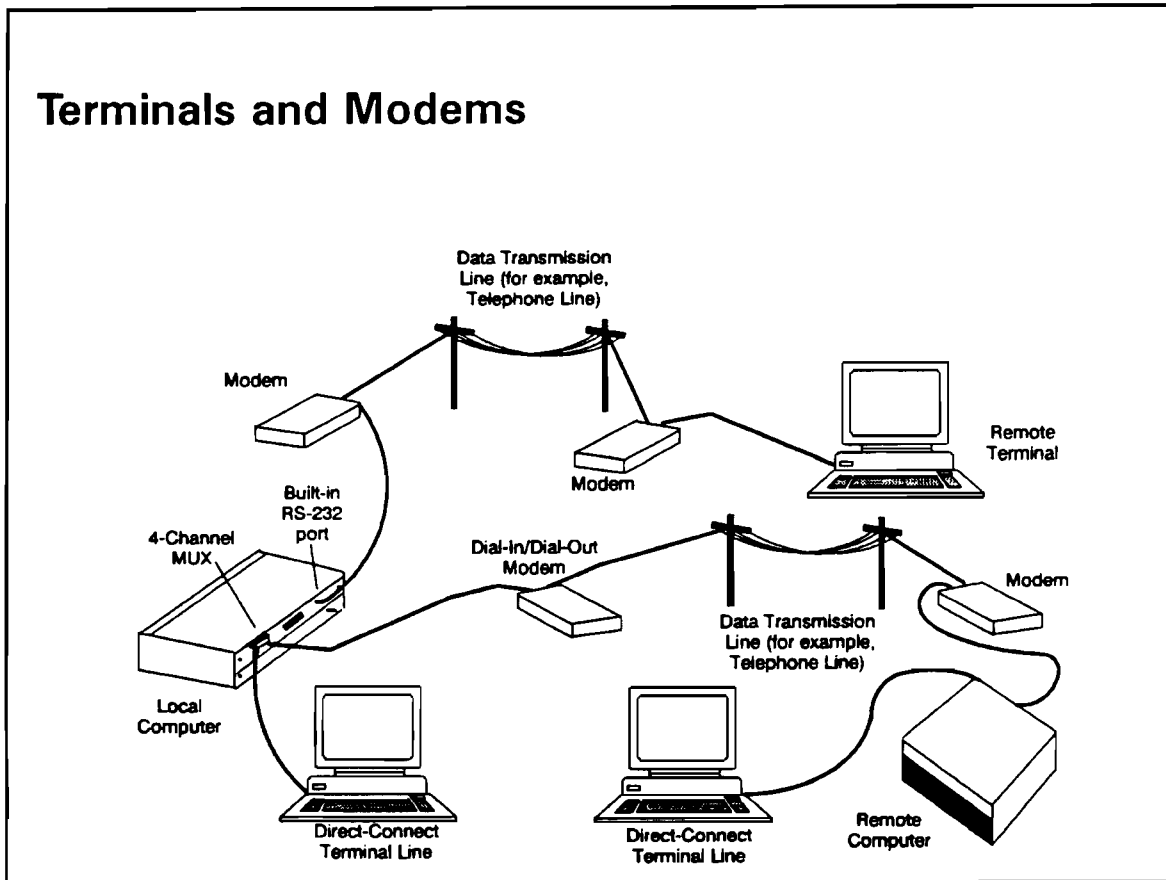 Terminals and Modems
Data Transmission
Line (for example,
Telephone Line)
Modem
Modem
Remote
Terminal
Built-in
RS-232
port
4-Channel
MUX
Dial-In/Dial-Out
Modem
Modem
Data Transmission
Line (for example,
Telephone Line)
Local
Computer
Direct-Connect
Terminal Line
Direct-Connect
Terminal Line
Remote
Computer